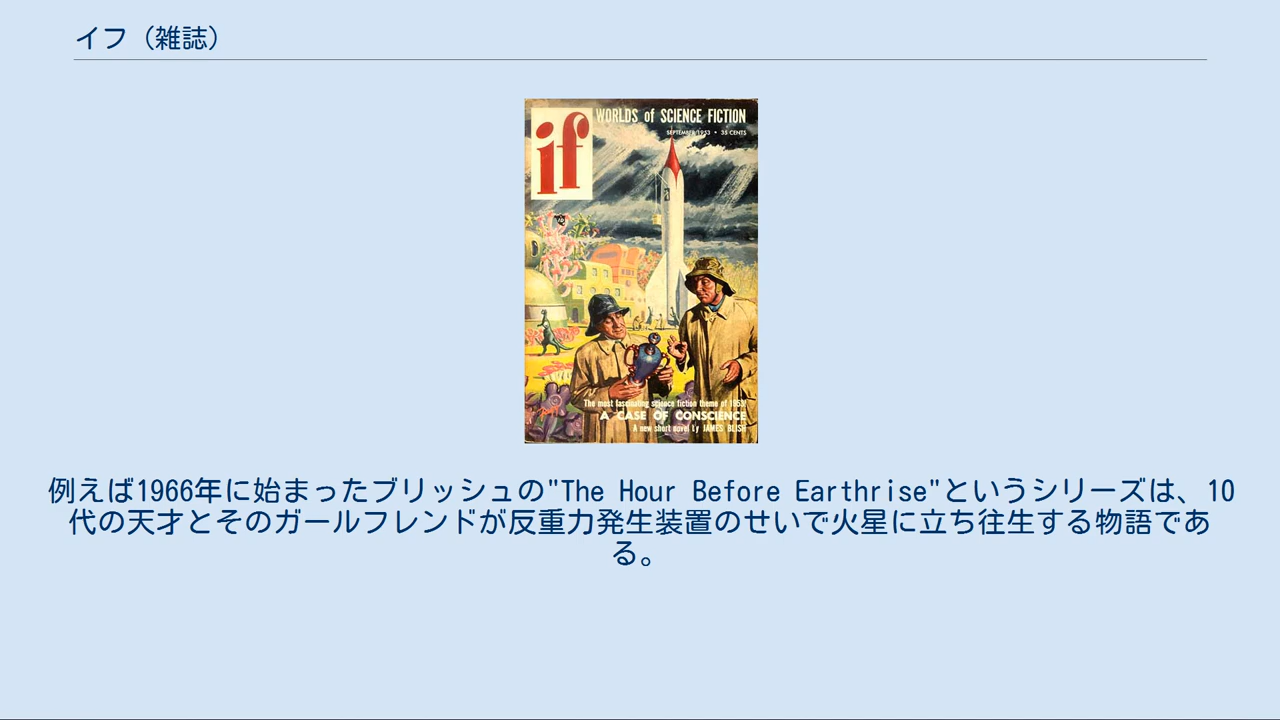 イフ（雑誌）
if
WORLDS of SCIENCE FICTION
SEPTEMBER 1953 • 35 CENTS
The most fascinating science fiction theme of 1953!
A CASE OF CONSCIENCE
A new short novel by JAMES BLISH
例えば1966年に始まったブリッシュの"The Hour Before Earthrise"というシリーズは、10
代の天才とそのガールフレンドが反重力発生装置のせいで火星に立ち往生する物語であ
る。